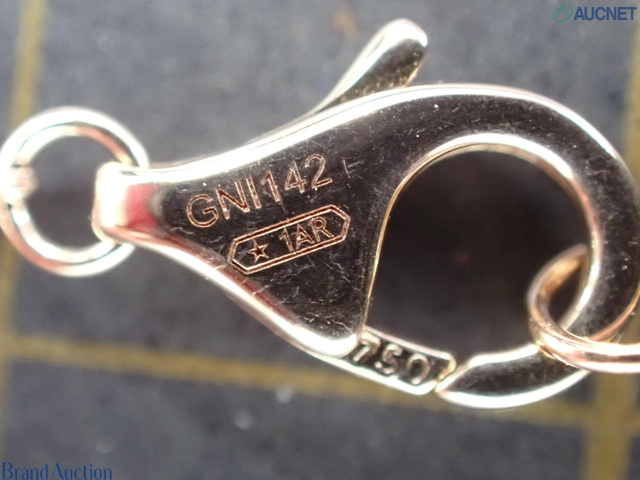 AUCNET
GNI142
★ 1AR
750
Brand Auction